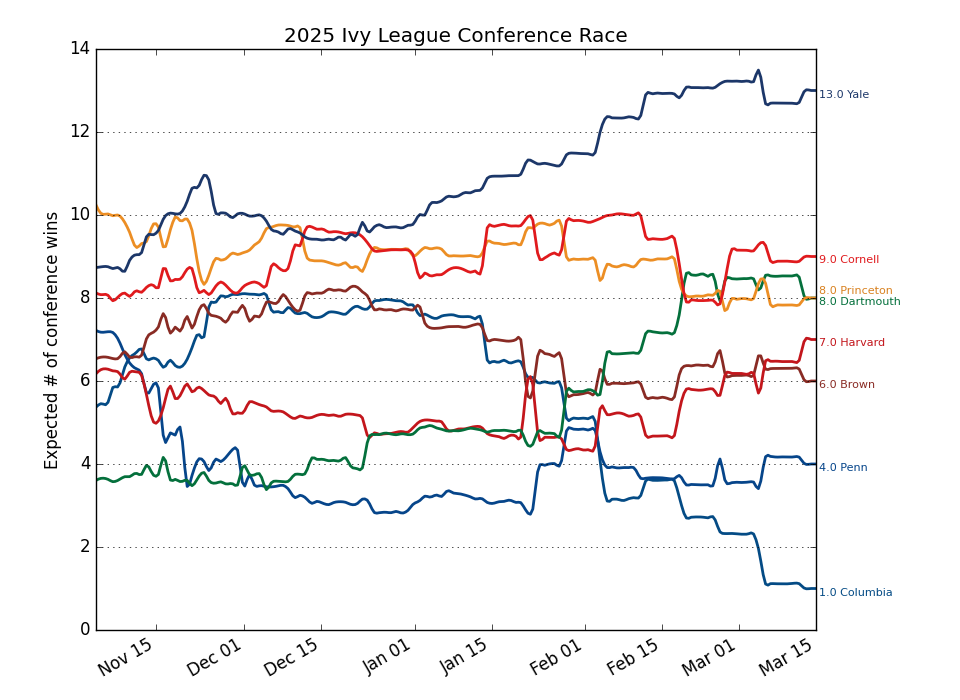 2025 Ivy League Conference Race
Expected # of conference wins
14
12
10
8
6
4
2
0
Nov 15
Dec 01
Dec 15
Jan 01
Jan 15
Feb 01
Feb 15
Mar 01
Mar 15
13.0 Yale
9.0 Cornell
8.0 Princeton
8.0 Dartmouth
7.0 Harvard
6.0 Brown
4.0 Penn
1.0 Columbia